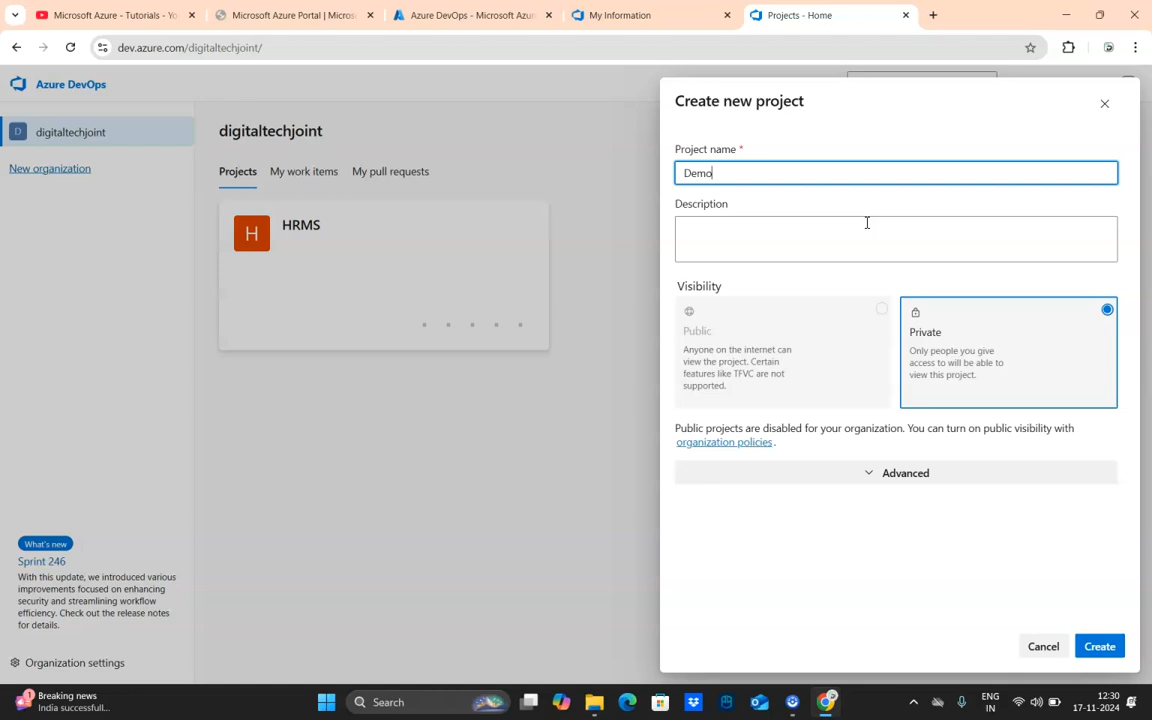 Microsoft Azure - Tutorials - Yo
Microsoft Azure Portal | Micros
Azure DevOps - Microsoft Azur
My Information
Projects - Home
dev.azure.com/digitaltechjoint/
Azure DevOps
D digitaltechjoint
New organization
digitaltechjoint
Projects My work items My pull requests
H HRMS
Create new project
Project name *
Demo
Description
Visibility
Public
Anyone on the internet can
view the project. Certain
features like TFVC are not
supported.
Private
Only people you give
access to will be able to
view this project.
Public projects are disabled for your organization. You can turn on public visibility with
organization policies.
Advanced
Cancel Create
What's new
Sprint 246
With this update, we introduced various
improvements focused on enhancing
security and streamlining workflow
efficiency. Check out the release notes
for details.
Organization settings
1
Breaking news
India successfull...
Search
ENG
IN
12:30
17-11-2024